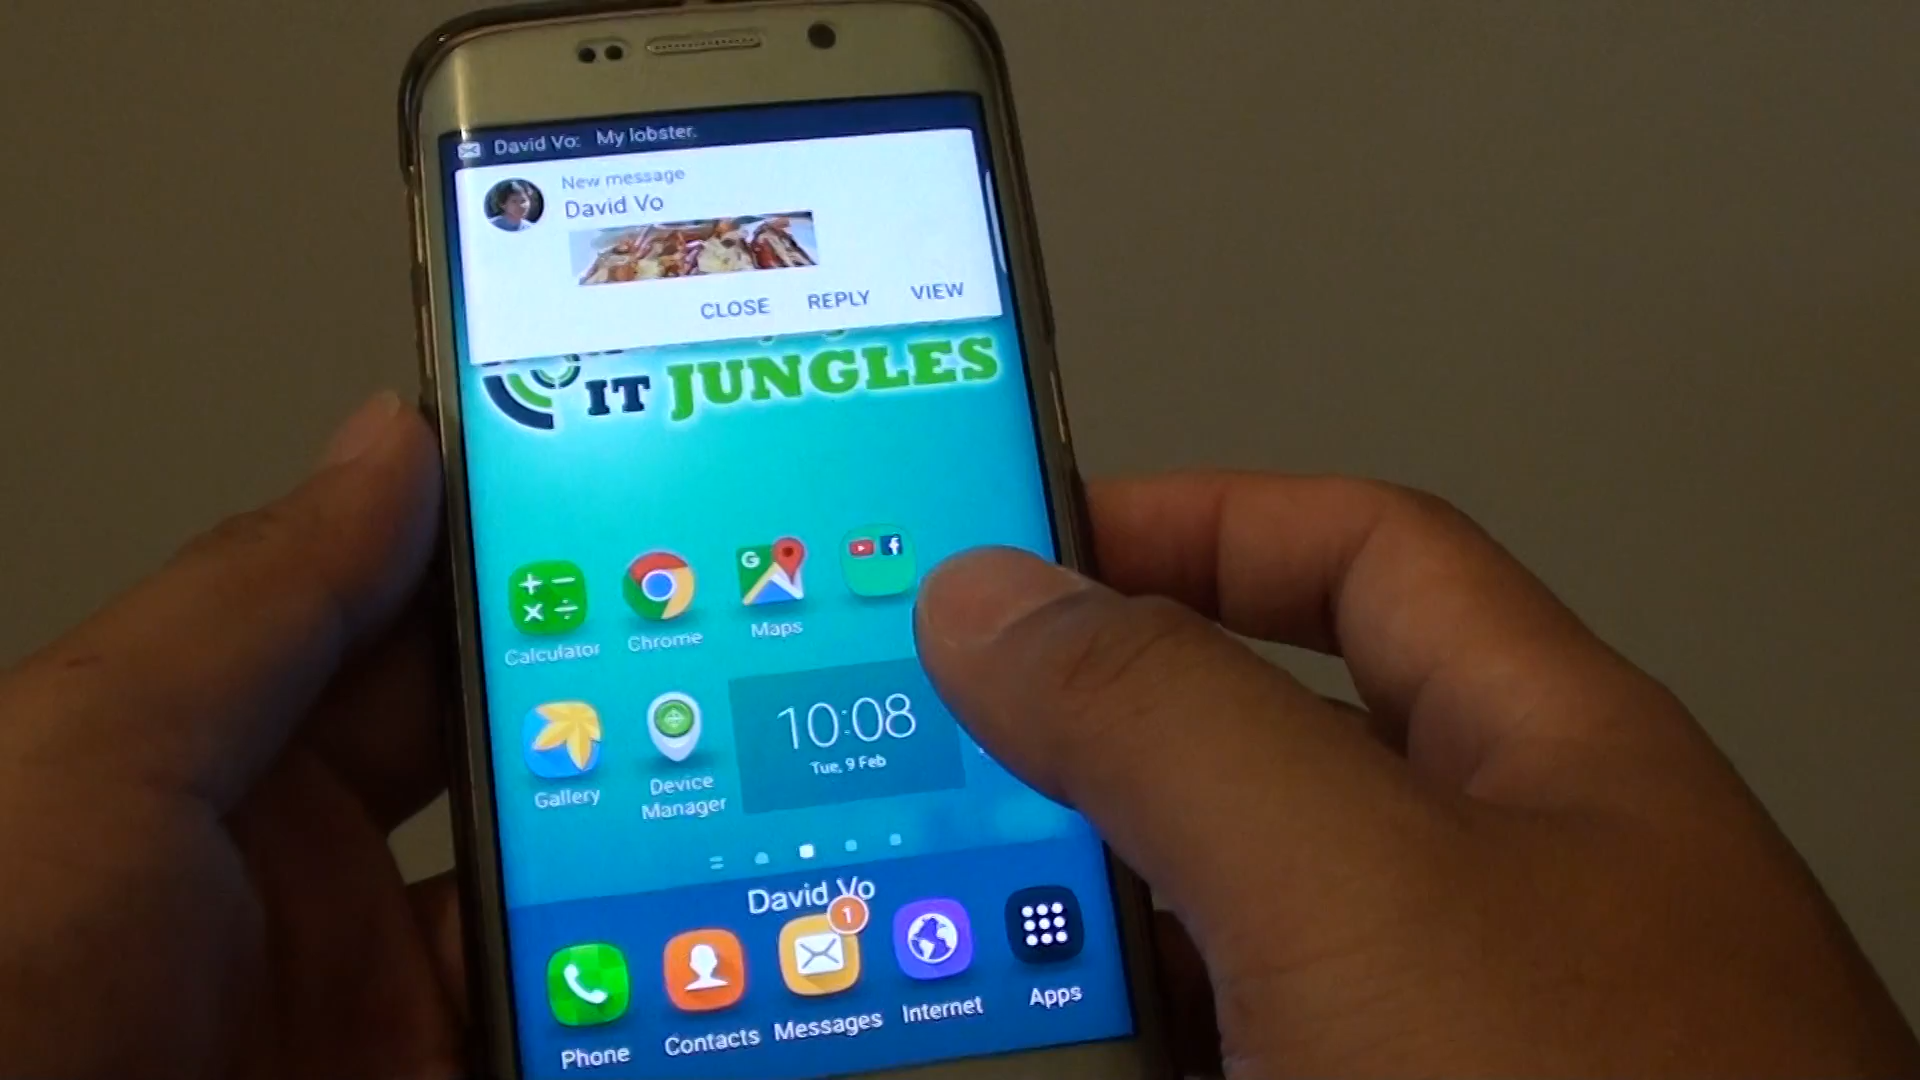 David Vo: My lobster.
New message
David Vo
CLOSE REPLY VIEW
IT JUNGLES
Calculator Chrome Maps
G
Gallery Device Manager
10:08
Tue, 9 Feb
David Vo
1
Phone Contacts Messages Internet Apps